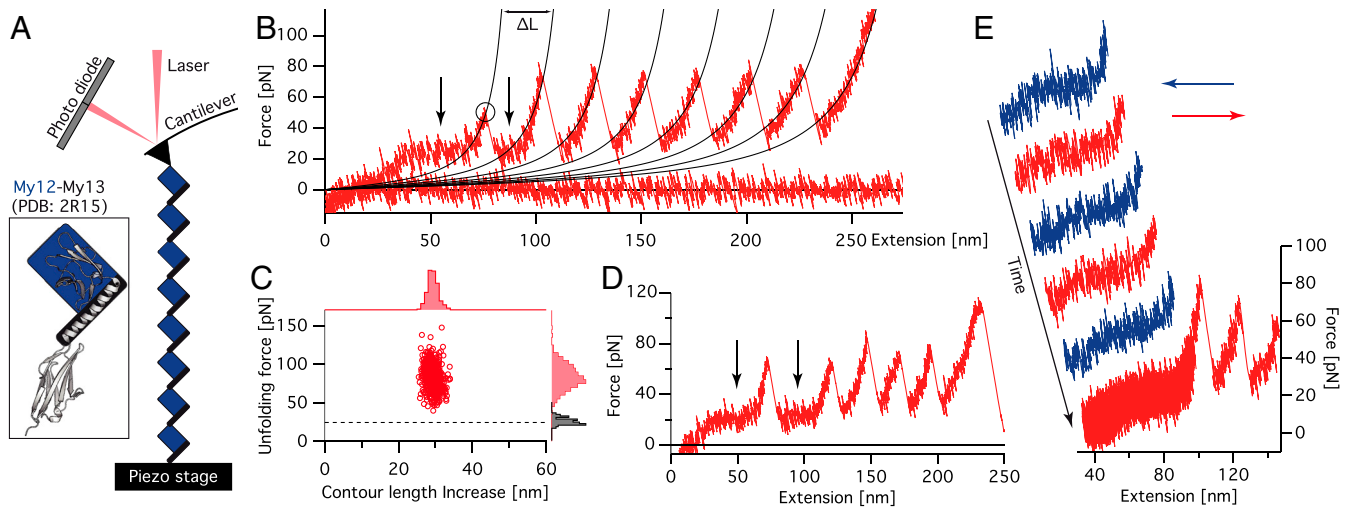 A
Photo diode
Laser
Cantilever
My12-My13
(PDB: 2R15)
Piezo stage
B
Force [pN]
100
80
60
40
20
0
ΔL
0
50
100
150
200
250
Extension [nm]
C
Unfolding force [pN]
150
100
50
0
0
20
40
60
Contour length Increase [nm]
D
Force [pN]
120
80
40
0
0
50
100
150
200
250
Extension [nm]
E
Time
100
80
60
40
20
0
Force [pN]
40
80
120
Extension [nm]